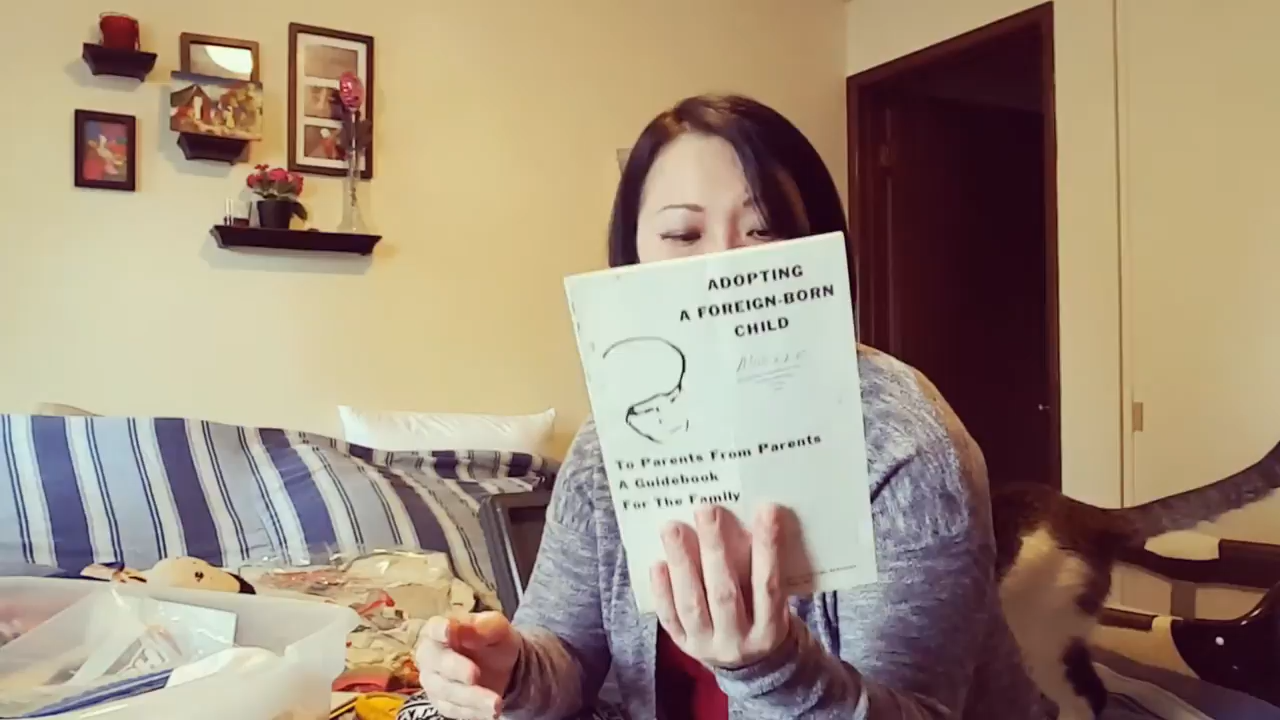 ADOPTING
A FOREIGN-BORN
CHILD
To Parents From Parents
A Guidebook
For The Family